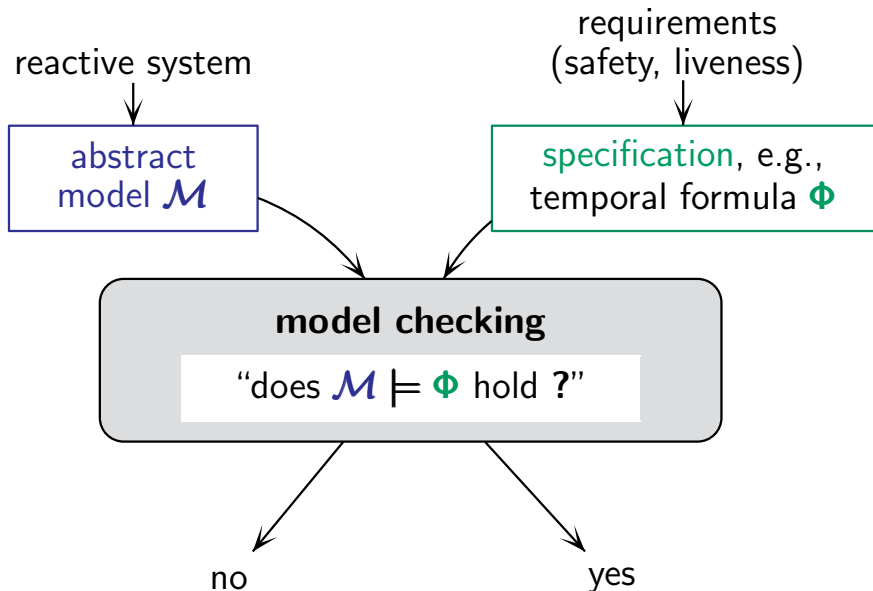 reactive system
requirements
(safety, liveness)
abstract
model 𝓜
specification, e.g.,
temporal formula Φ
model checking
“does 𝓜 ⊨ Φ hold ?”
no
yes